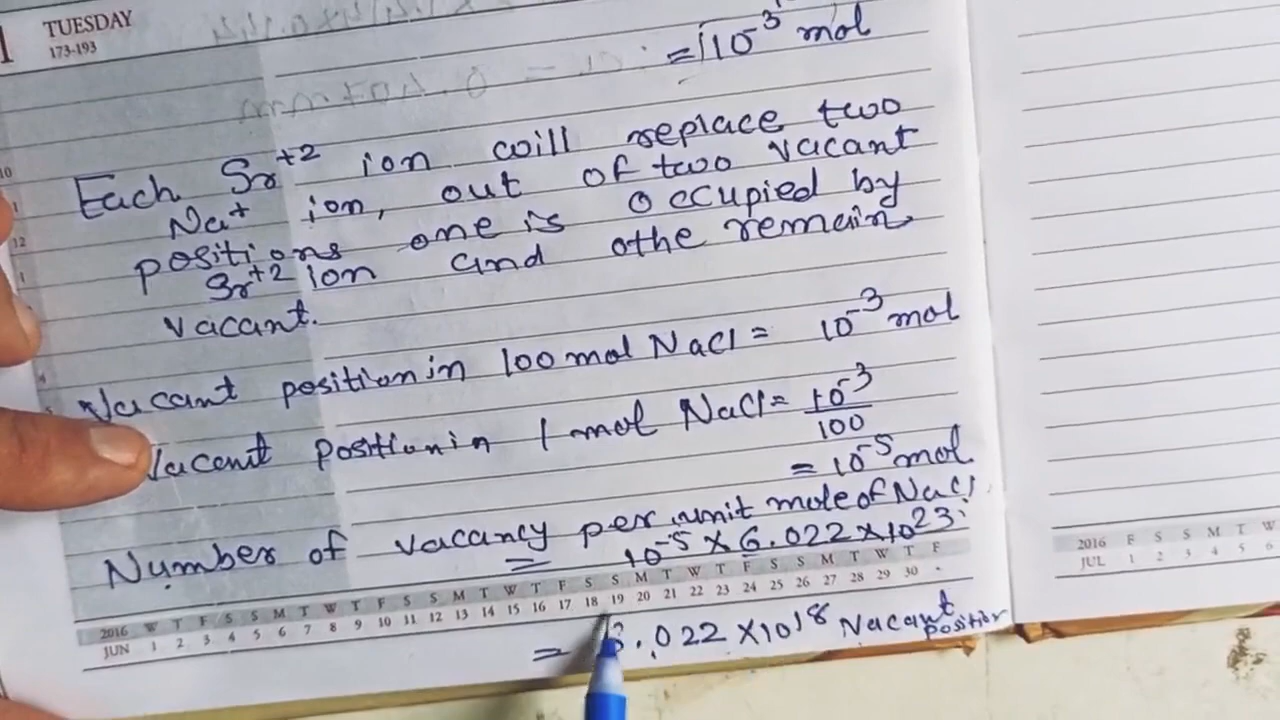 TUESDAY
173-193
= 10⁻³ mol
Each Sr⁺² ion will replace two
Na⁺ ion, out of two vacant
positions one is occupied by
Sr⁺² ion and othe remain
vacant.
Vacant position in 100 mol NaCl = 10⁻³ mol
Vacant position in 1 mol NaCl = 10⁻³/100
= 10⁻⁵ mol
Number of vacancy per unit mole of NaCl
= 10⁻⁵ × 6.022 × 10²³
2016 W T F S S M T W T F S S M T W T F S S M T W T F S S M T W T F
JUN 1 2 3 4 5 6 7 8 9 10 11 12 13 14 15 16 17 18 19 20 21 22 23 24 25 26 27 28 29 30
= 6.022 × 10¹⁸ Vacant position
10
12
2016 F S S M T W
JUL 1 2 3 4 5 6